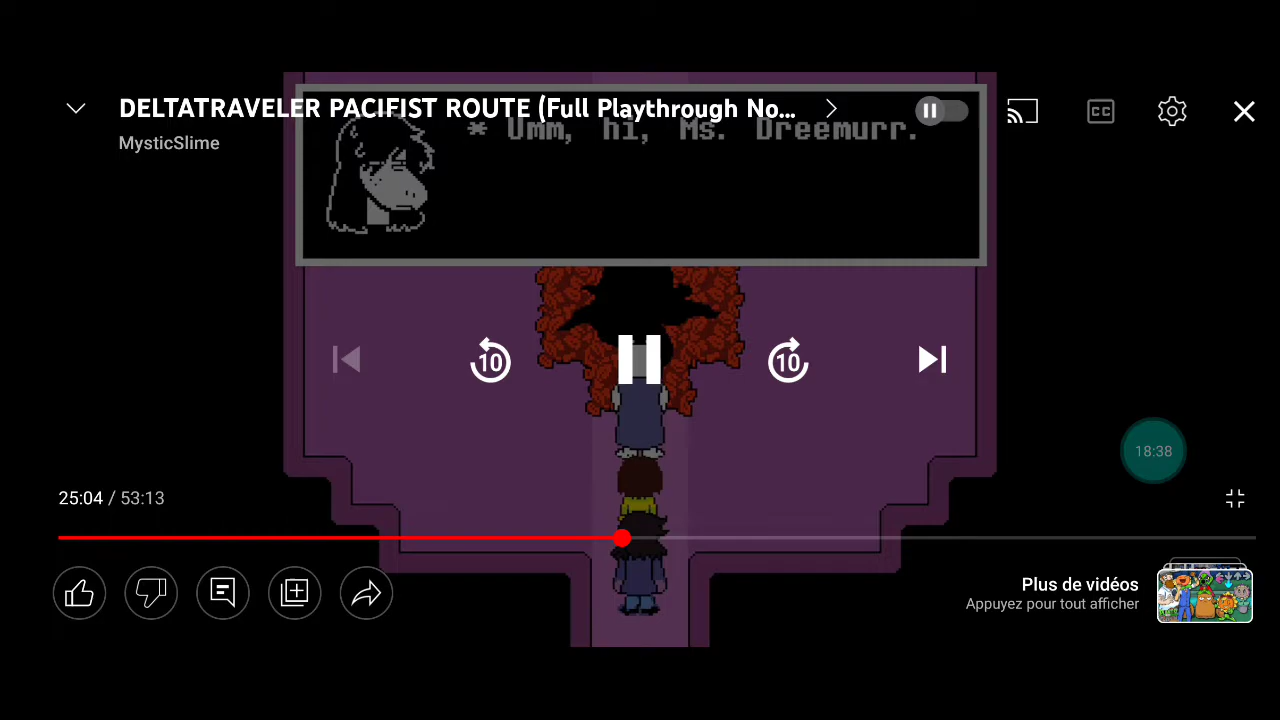 DELTATRAVELER PACIFIST ROUTE (Full Playthrough No...
MysticSlime
CC
* Umm, hi, Ms. Dreemurr.
10
10
18:38
25:04 / 53:13
Plus de vidéos
Appuyez pour tout afficher